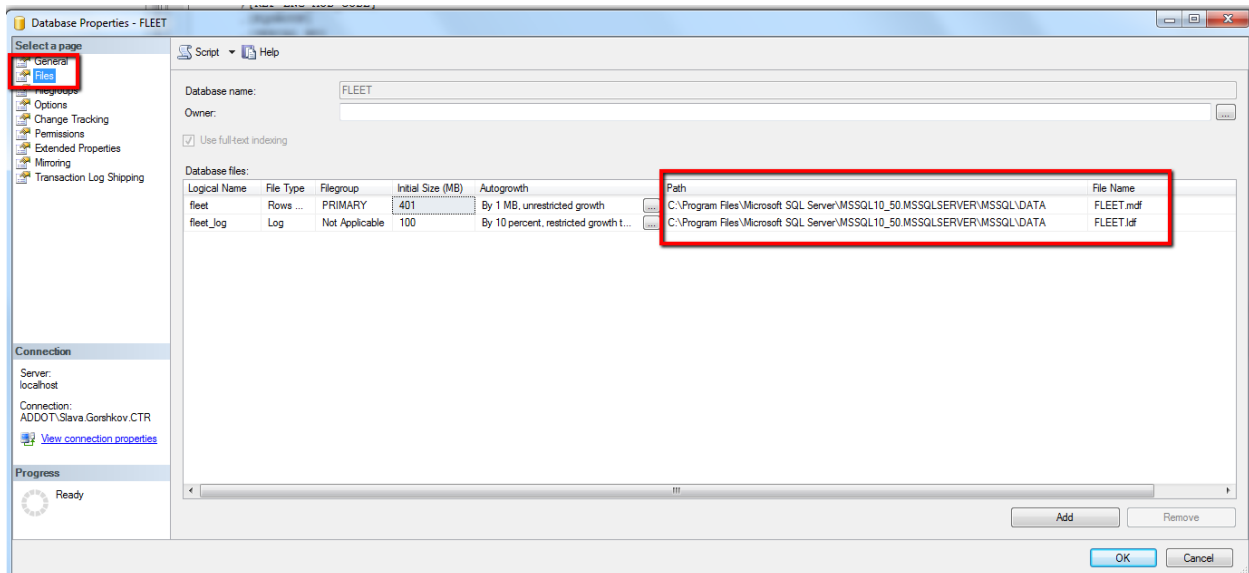 Database Properties - FLEET
Select a page
General
Files
Filegroups
Options
Change Tracking
Permissions
Extended Properties
Mirroring
Transaction Log Shipping
Script Help
Database name: FLEET
Owner:
...
Use full-text indexing
Database files:
Logical Name File Type Filegroup Initial Size (MB) Autogrowth Path File Name
fleet Rows ... PRIMARY 401 By 1 MB, unrestricted growth ... C:\Program Files\Microsoft SQL Server\MSSQL10_50.MSSQLSERVER\MSSQL\DATA FLEET.mdf
fleet_log Log Not Applicable 100 By 10 percent, restricted growth t... ... C:\Program Files\Microsoft SQL Server\MSSQL10_50.MSSQLSERVER\MSSQL\DATA FLEET.ldf
Connection
Server:
localhost
Connection:
ADDOT\Slava.Gorshkov.CTR
View connection properties
Progress
Ready
Add Remove
OK Cancel